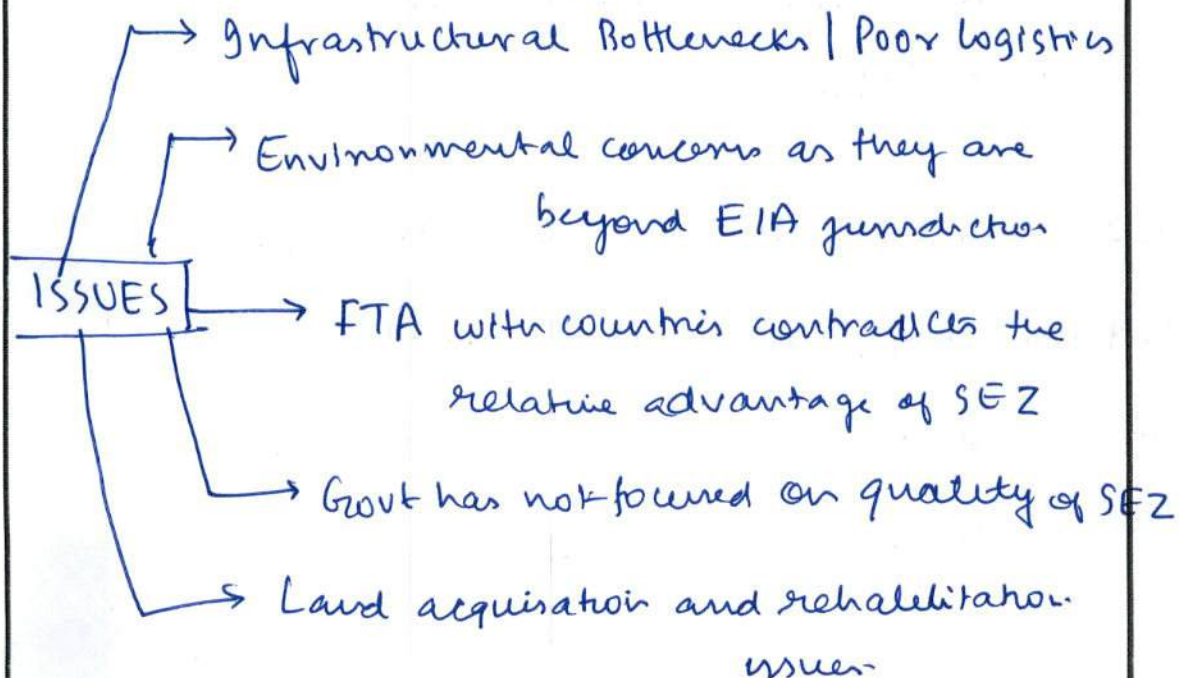 Infrastructural Bottlenecks | Poor logistics
Environmental concerns as they are
beyond EIA jurisdiction
ISSUES
FTA with countries contradicts the
relative advantage of SEZ
Govt has not focused on quality of SEZ
Land acquisation and rehabilitation
issues